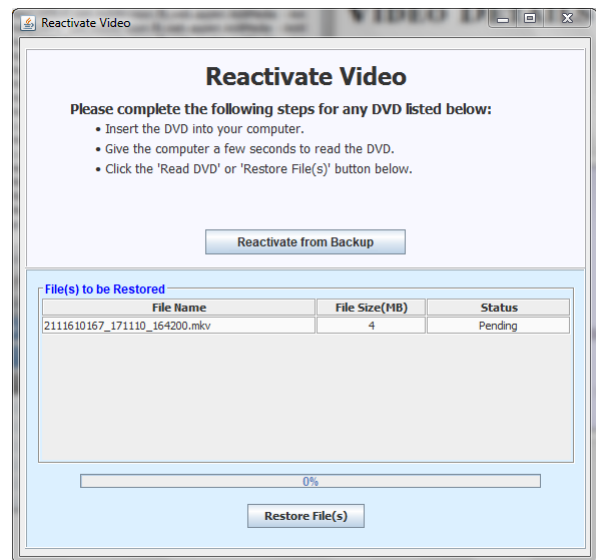 Reactivate Video
VIDEO DETAILS
Reactivate Video
Please complete the following steps for any DVD listed below:
• Insert the DVD into your computer.
• Give the computer a few seconds to read the DVD.
• Click the 'Read DVD' or 'Restore File(s)' button below.
Reactivate from Backup
File(s) to be Restored
File Name File Size(MB) Status
2111610167_171110_164200.mkv 4 Pending
0%
Restore File(s)